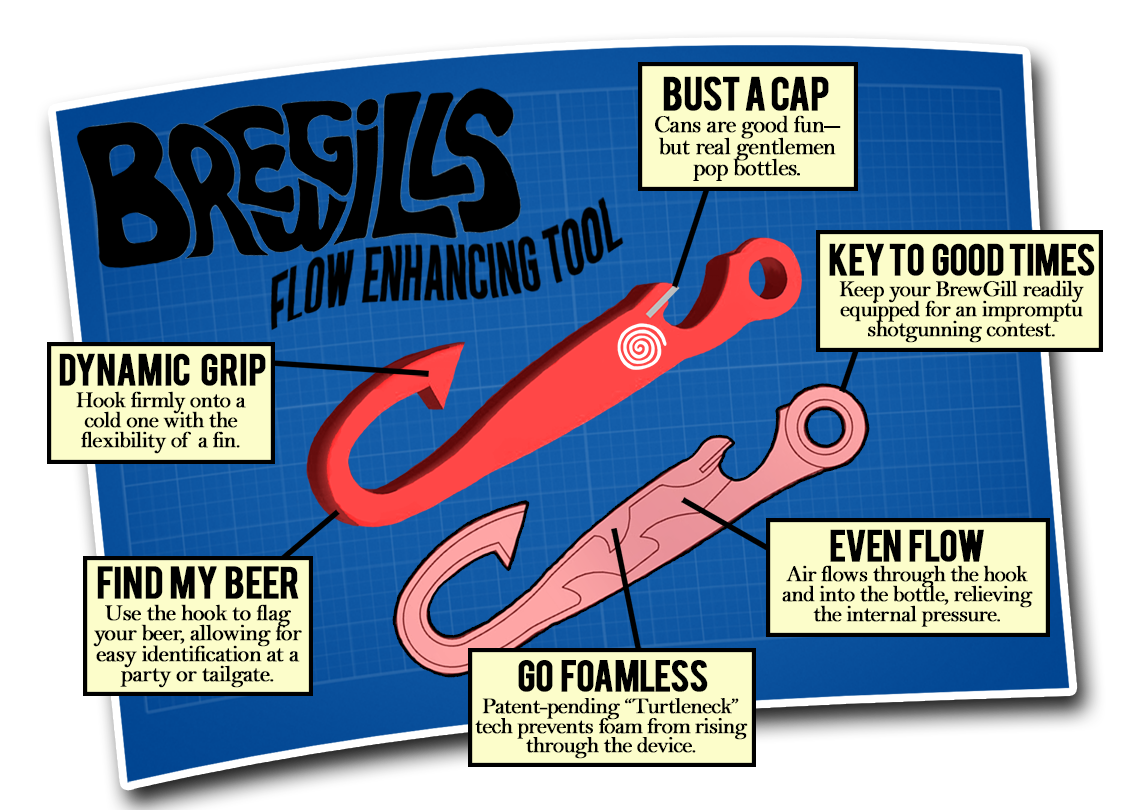 BREWGILLS
FLOW ENHANCING TOOL
BUST A CAP
Cans are good fun—
but real gentlemen
pop bottles.
KEY TO GOOD TIMES
Keep your BrewGill readily
equipped for an impromptu
shotgunning contest.
DYNAMIC GRIP
Hook firmly onto a
cold one with the
flexibility of a fin.
FIND MY BEER
Use the hook to flag
your beer, allowing for
easy identification at a
party or tailgate.
EVEN FLOW
Air flows through the hook
and into the bottle, relieving
the internal pressure.
GO FOAMLESS
Patent-pending “Turtleneck”
tech prevents foam from rising
through the device.